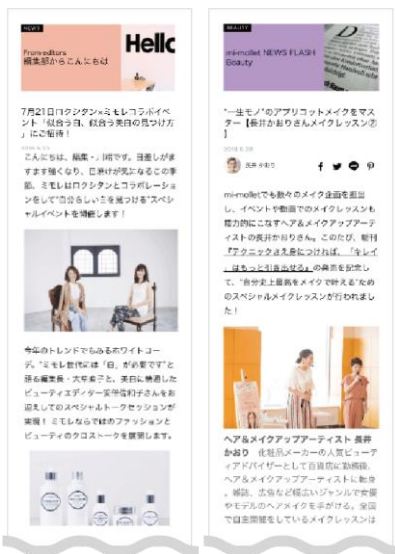 NEWS
From editors
編集部からこんにちは
Hello
7月21日ロクシタン×ミモレコラボイベ
ント「似合う白、似合う美白の見つけ方
」にご招待！
こんにちは、編集・川端です。日差しがま
すます強くなり、日焼けが気になるこの季
節、ミモレはロクシタンとコラボレーショ
ンをして"自分らしい白を見つける"スペシ
ャルイベントを開催します！
今年のトレンドでもあるホワイトコー
デ。"ミモレ世代には「白」が必要です"と
語る編集長・大草直子と、美白に精通した
ビューティエディター安倍佐和子さんをお
迎えしてのスペシャルトークセッションが
実現！ ミモレならではのファッションと
ビューティのクロストークを展開します。
BEAUTY
mi-mollet NEWS FLASH
Beauty
"一生モノ"のアプリコットメイクをマス
ター【長井かおりさんメイクレッスン②
】
2018.6.28
長井 かおり
mi-molletでも数々のメイク企画を担当
し、イベントや動画でのメイクレッスンも
精力的にこなすヘア＆メイクアップアーテ
ィストの長井かおりさん。このたび、新刊
『テクニックさえ身につければ、「キレイ
」はもっと引き出せる』の発売を記念し
て、"自分史上最高をメイクで叶える"ため
のスペシャルメイクレッスンが行われまし
た！
ヘア＆メイクアップアーティスト 長井
かおり 化粧品メーカーの人気ビューテ
ィアドバイザーとして百貨店に勤務後、
ヘア＆メイクアップアーティストに転身
。雑誌、広告など幅広いジャンルで女優
やモデルのヘアメイクを手がける。全国
で自主開催をしているメイクレッスンは